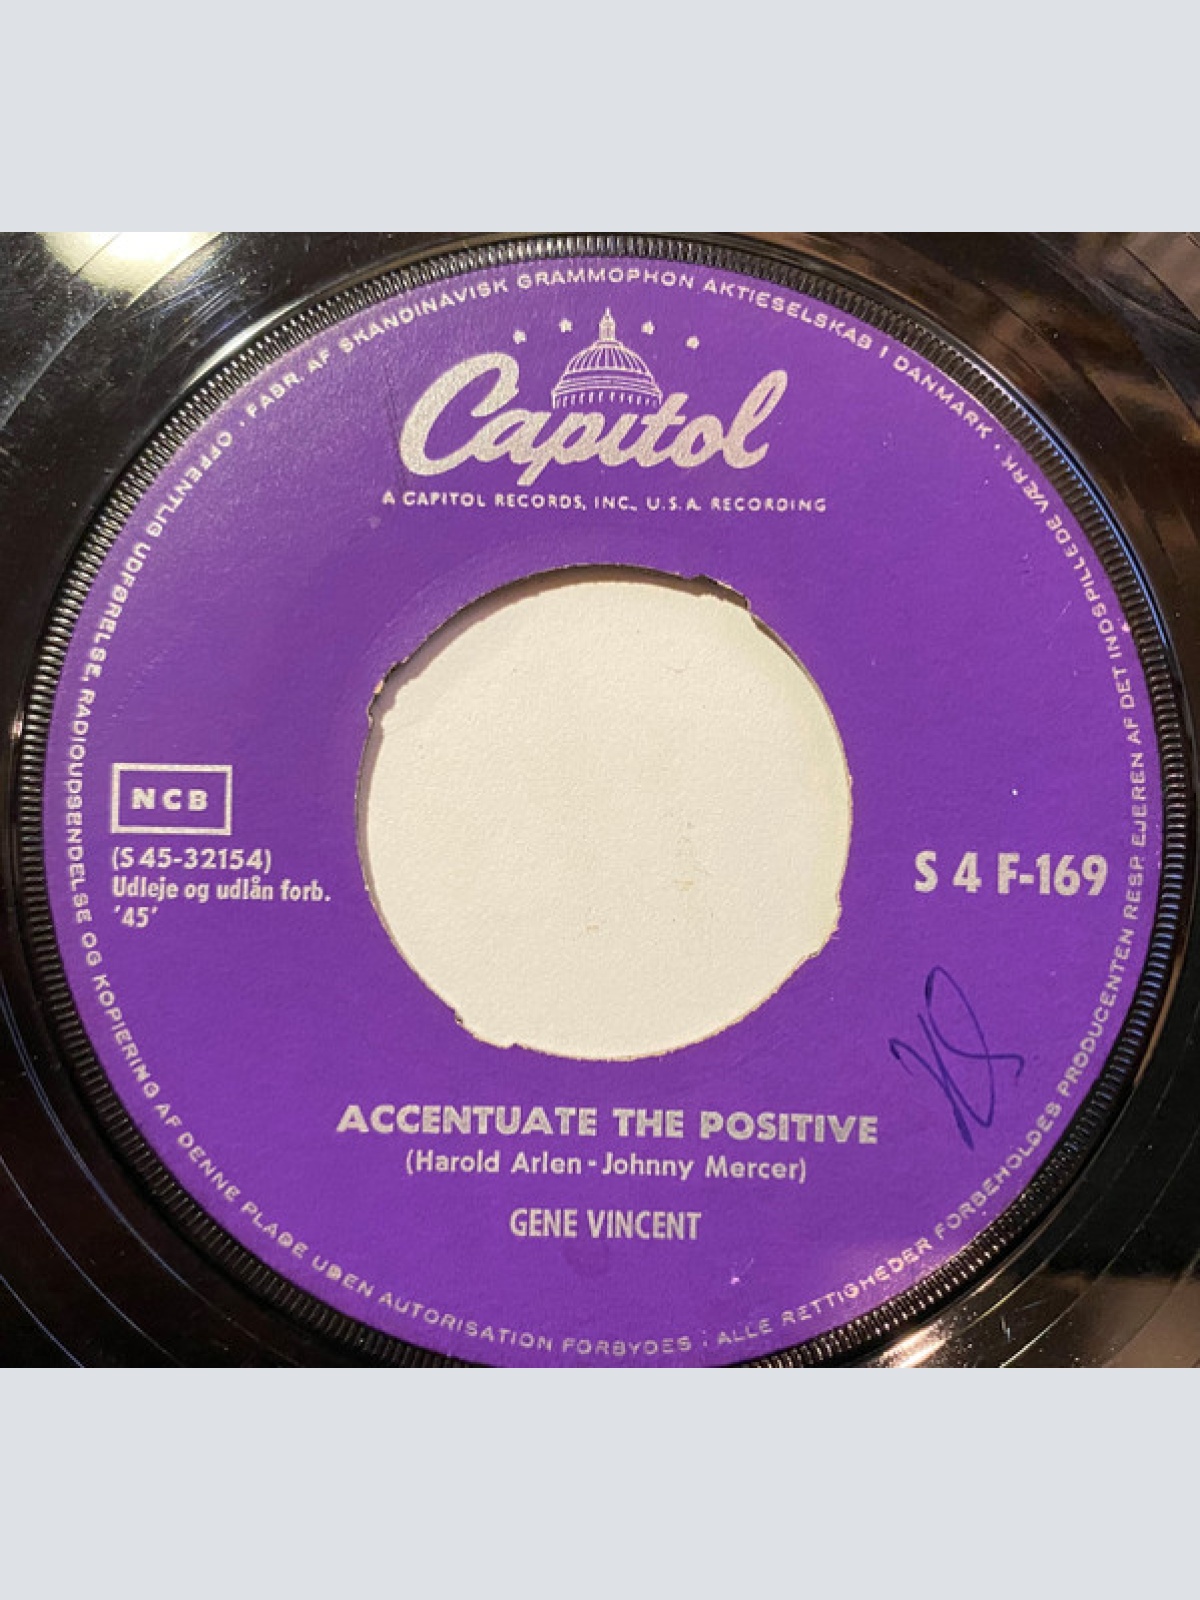 · FABR. AF SKANDINAVISK GRAMMOPHON AKTIESELSKAB I DANMARK ·
Capitol
A CAPITOL RECORDS, INC., U.S.A. RECORDING
NCB
(S 45-32154)
Udleje og udlån forb.
'45'
S 4 F-169
ACCENTUATE THE POSITIVE
(Harold Arlen-Johnny Mercer)
GENE VINCENT
ALLE RETTIGHEDER FORBEHOLDES PRODUCENTEN RESP. EJEREN AF DET INDSPILLEDE VÆRK ·
OFFENTLIG UDFØRELSE, RADIOUDSENDELSE OG KOPIERING AF DENNE PLADE UDEN AUTORISATION FORBYDES :